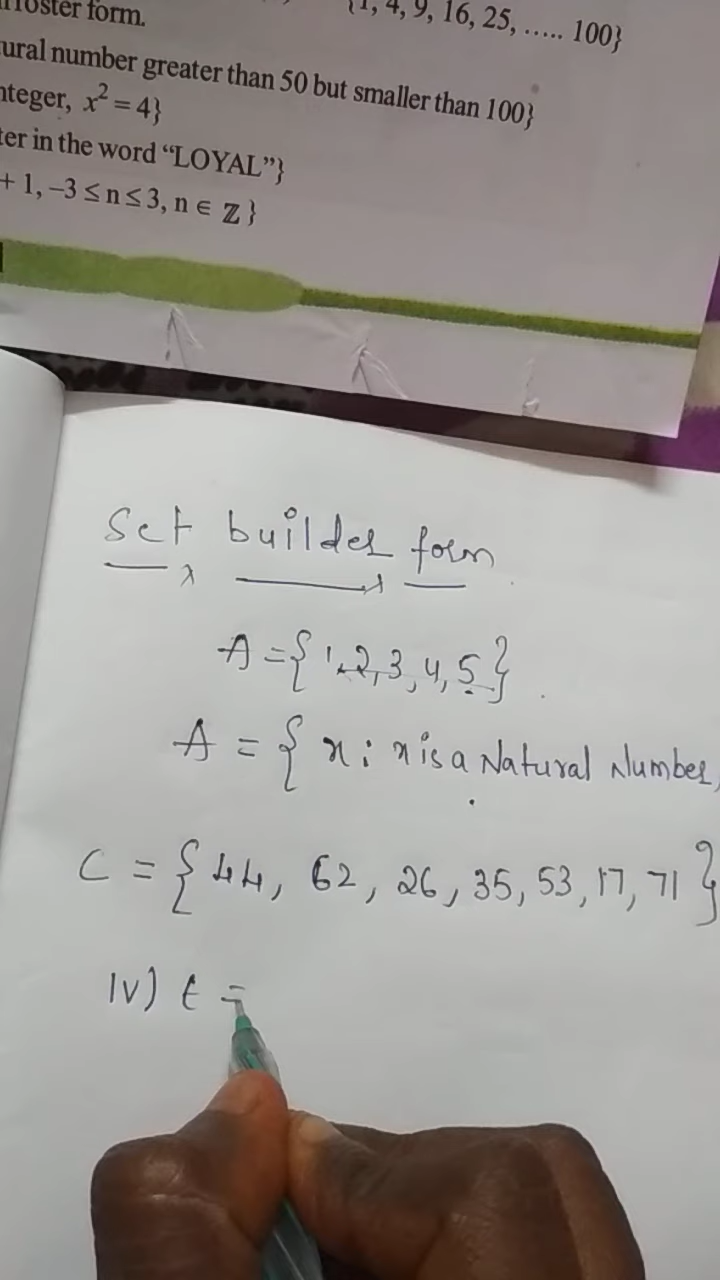 roster form.
{1, 4, 9, 16, 25, ..... 100}
ural number greater than 50 but smaller than 100}
nteger, x² = 4}
ter in the word “LOYAL”}
+ 1, –3 ≤ n ≤ 3, n ∈ ℤ }
Set builder form
A = {1,2,3,4,5}
A = { x : x is a Natural Number,
C = {44, 62, 26, 35, 53, 17, 71}
IV) E =